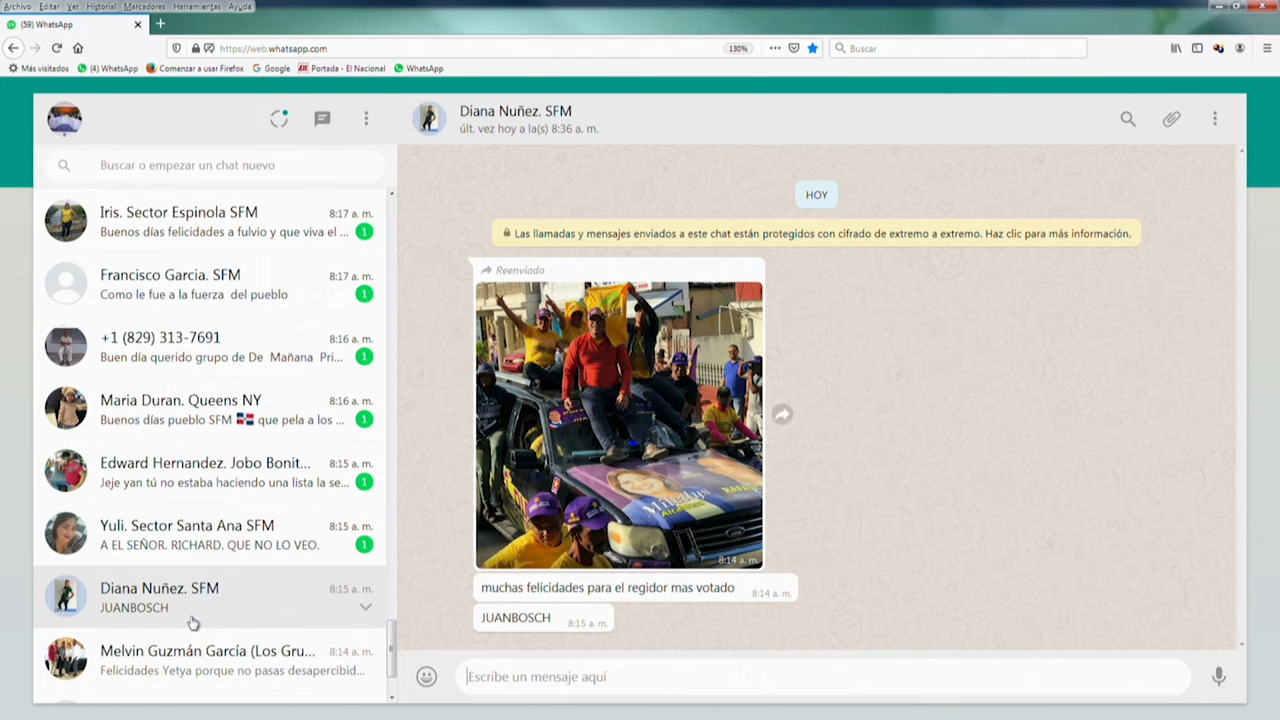 Archivo Editar Ver Historial Marcadores Herramientas Ayuda
(59) WhatsApp
https://web.whatsapp.com
130%
Buscar
Más visitados
(4) WhatsApp
Comenzar a usar Firefox
Google
Portada - El Nacional
WhatsApp
Buscar o empezar un chat nuevo
Iris. Sector Espinola SFM
8:17 a. m.
Buenos días felicidades a fulvio y que viva el ...
1
Francisco Garcia. SFM
8:17 a. m.
Como le fue a la fuerza del pueblo
1
+1 (829) 313-7691
8:16 a. m.
Buen día querido grupo de De Mañana Pri...
1
Maria Duran. Queens NY
8:16 a. m.
Buenos días pueblo SFM 🇩🇴 que pela a los ...
1
Edward Hernandez. Jobo Bonit...
8:15 a. m.
Jeje yan tú no estaba haciendo una lista la se...
1
Yuli. Sector Santa Ana SFM
8:15 a. m.
A EL SEÑOR. RICHARD. QUE NO LO VEO.
1
Diana Nuñez. SFM
8:15 a. m.
JUANBOSCH
Melvin Guzmán García (Los Gru...
8:14 a. m.
Felicidades Yetya porque no pasas desapercibid...
Diana Nuñez. SFM
últ. vez hoy a la(s) 8:36 a. m.
HOY
Las llamadas y mensajes enviados a este chat están protegidos con cifrado de extremo a extremo. Haz clic para más información.
Reenviado
Milagros
Alcaldesa
8:14 a. m.
muchas felicidades para el regidor mas votado
8:14 a. m.
JUANBOSCH
8:15 a. m.
Escribe un mensaje aquí